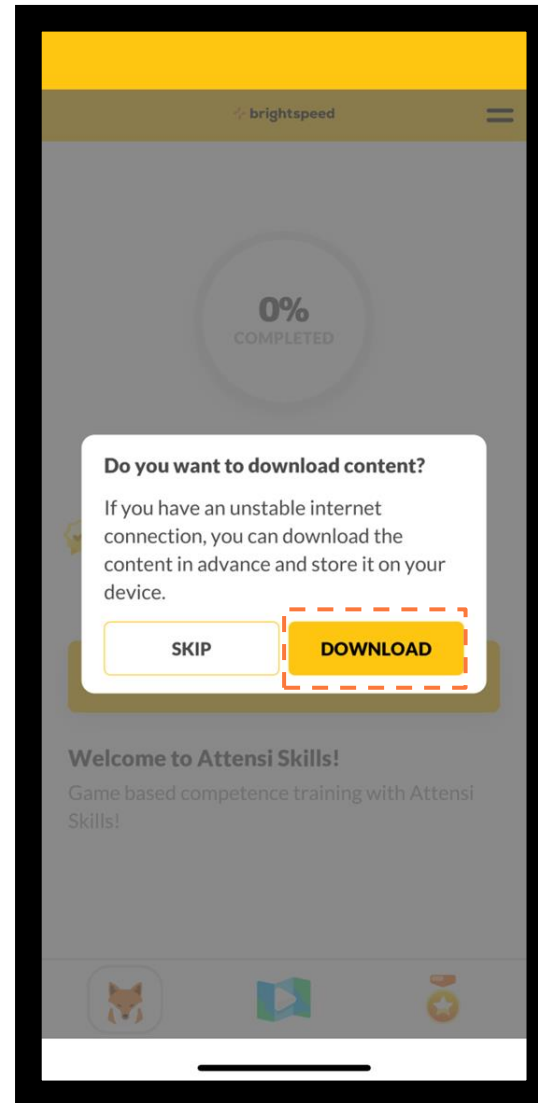 brightspeed
0%
COMPLETED
Do you want to download content?
If you have an unstable internet
connection, you can download the
content in advance and store it on your
device.
SKIP
DOWNLOAD
Welcome to Attensi Skills!
Game based competence training with Attensi
Skills!